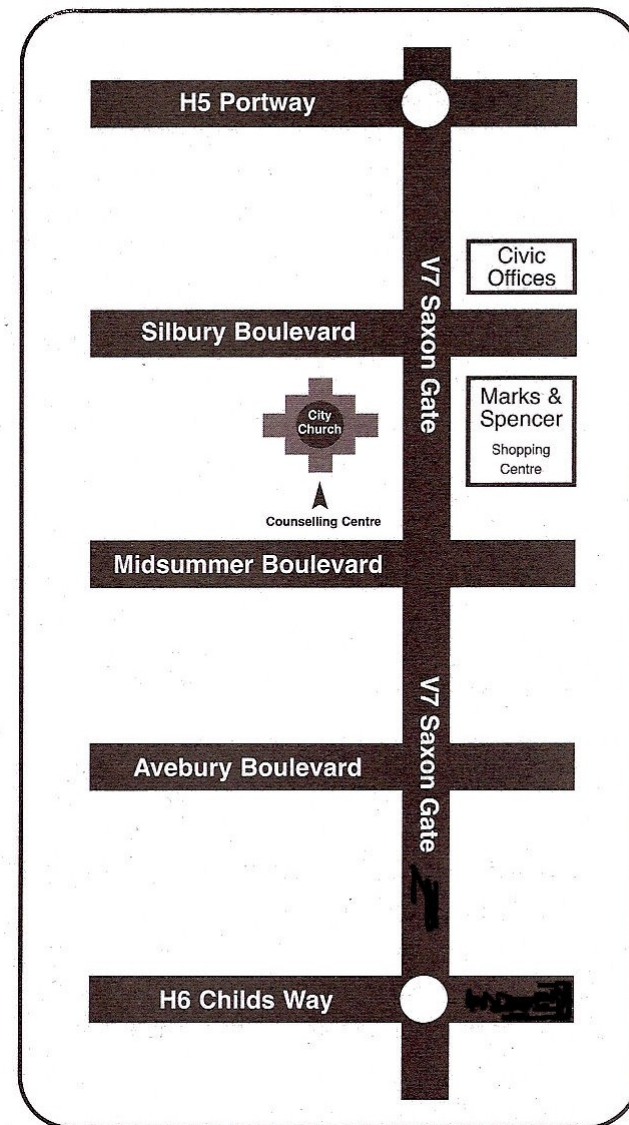 H5 Portway
Civic
Offices
V7 Saxon Gate
Silbury Boulevard
City
Church
Marks &
Spencer
Shopping
Centre
Counselling Centre
Midsummer Boulevard
V7 Saxon Gate
Avebury Boulevard
H6 Childs Way